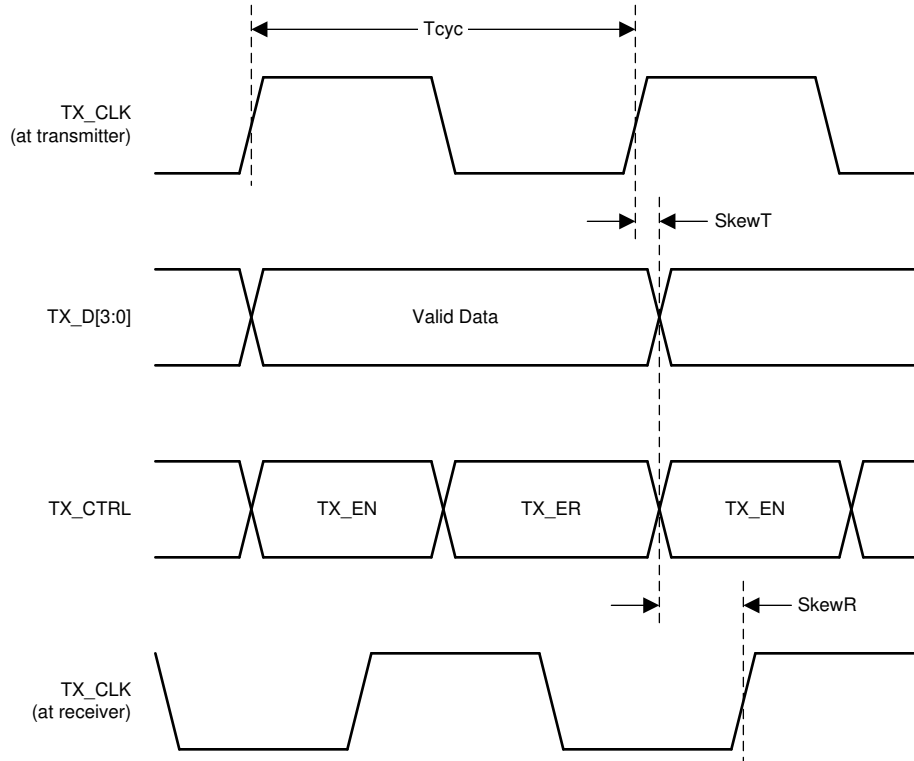 Tcyc
TX_CLK
(at transmitter)
SkewT
TX_D[3:0]
Valid Data
TX_CTRL
TX_EN
TX_ER
TX_EN
SkewR
TX_CLK
(at receiver)